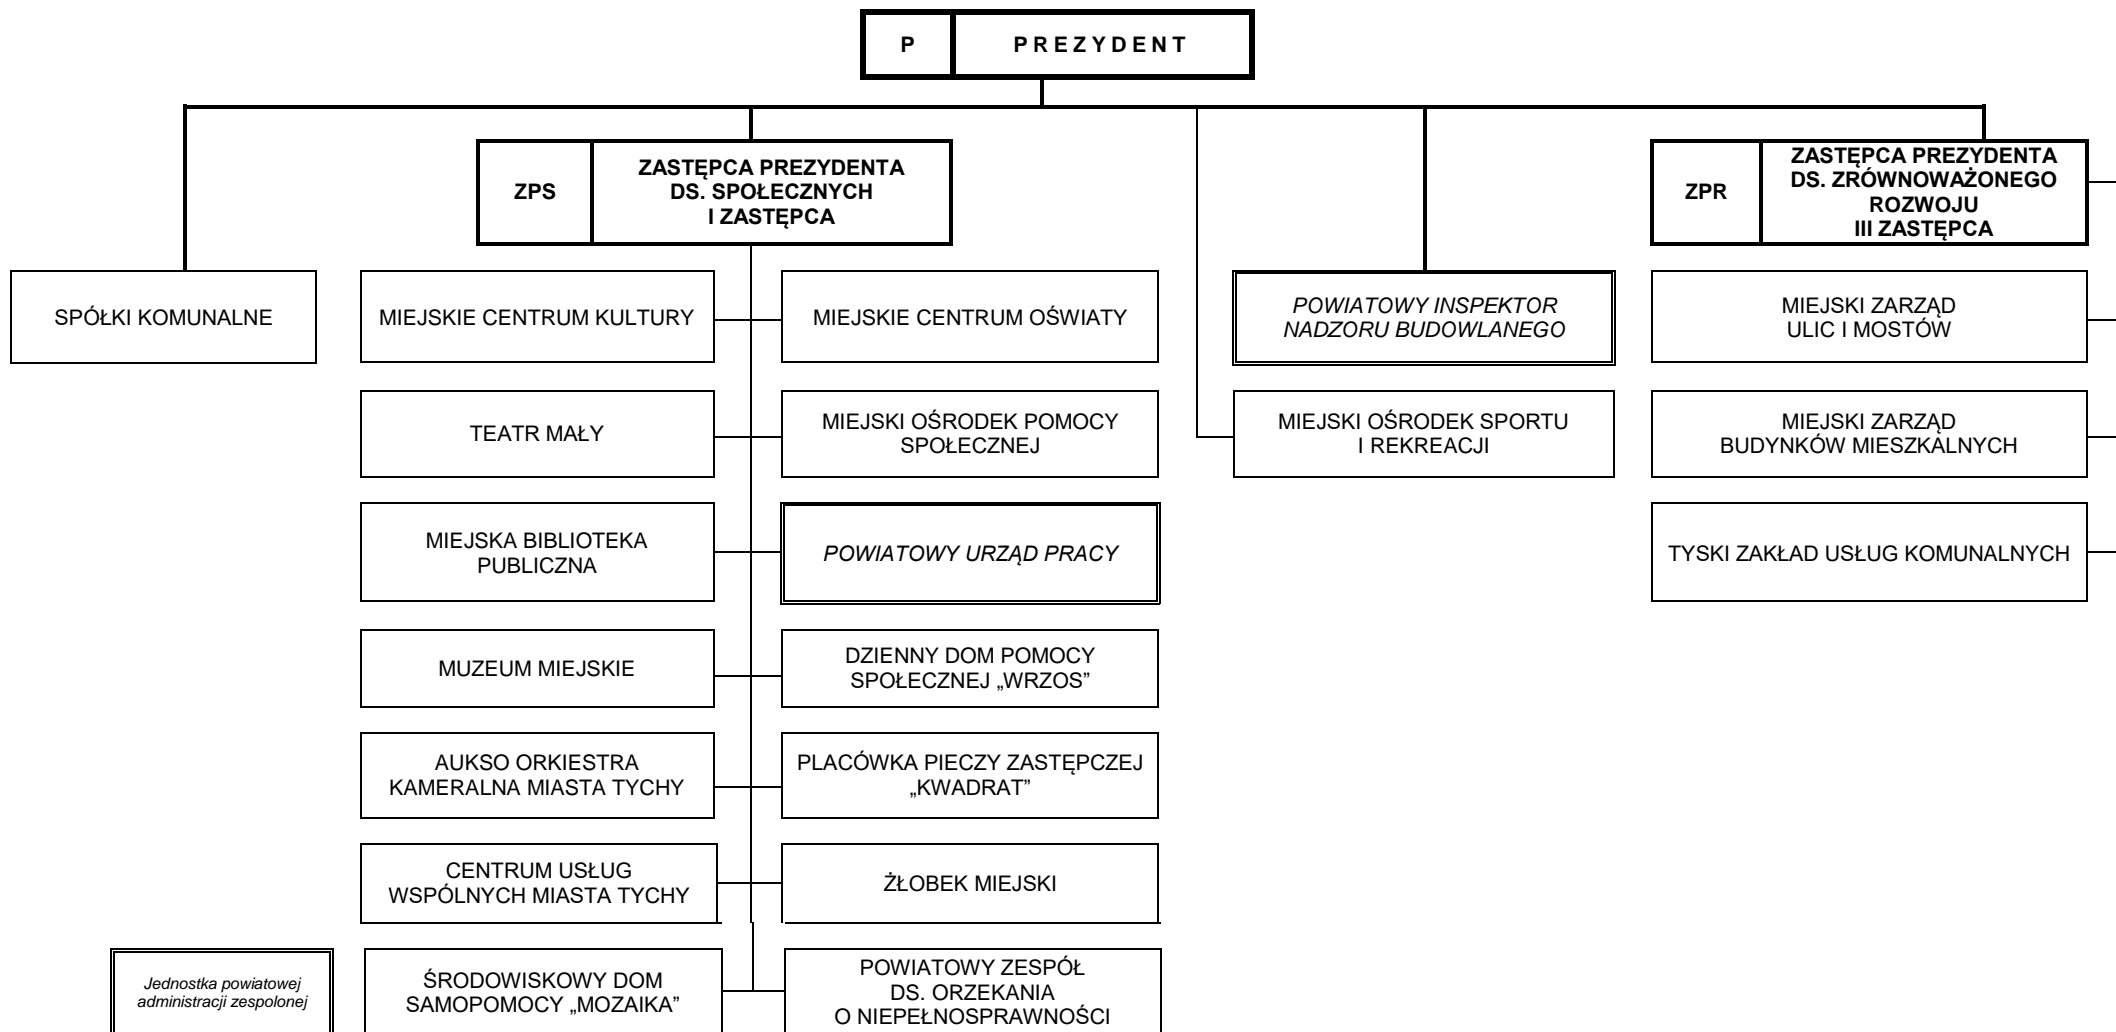 P
PREZYDENT
ZPS
ZASTĘPCA PREZYDENTA
DS. SPOŁECZNYCH
I ZASTĘPCA
ZPR
ZASTĘPCA PREZYDENTA
DS. ZRÓWNOWAŻONEGO
ROZWOJU
III ZASTĘPCA
SPÓŁKI KOMUNALNE
MIEJSKIE CENTRUM KULTURY
MIEJSKIE CENTRUM OŚWIATY
POWIATOWY INSPEKTOR
NADZORU BUDOWLANEGO
MIEJSKI ZARZĄD
ULIC I MOSTÓW
TEATR MAŁY
MIEJSKI OŚRODEK POMOCY
SPOŁECZNEJ
MIEJSKI OŚRODEK SPORTU
I REKREACJI
MIEJSKI ZARZĄD
BUDYNKÓW MIESZKALNYCH
MIEJSKA BIBLIOTEKA
PUBLICZNA
POWIATOWY URZĄD PRACY
TYSKI ZAKŁAD USŁUG KOMUNALNYCH
MUZEUM MIEJSKIE
DZIENNY DOM POMOCY
SPOŁECZNEJ „WRZOS”
AUKSO ORKIESTRA
KAMERALNA MIASTA TYCHY
PLACÓWKA PIECZY ZASTĘPCZEJ
„KWADRAT”
CENTRUM USŁUG
WSPÓLNYCH MIASTA TYCHY
ŻŁOBEK MIEJSKI
Jednostka powiatowej
administracji zespolonej
ŚRODOWISKOWY DOM
SAMOPOMOCY „MOZAIKA”
POWIATOWY ZESPÓŁ
DS. ORZEKANIA
O NIEPEŁNOSPRAWNOŚCI